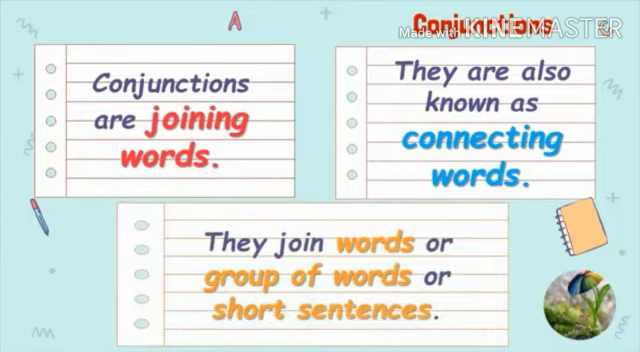 A
Conjunctions
Made with KINEMASTER
Conjunctions
are joining
words.
They are also
known as
connecting
words.
They join words or
group of words or
short sentences.